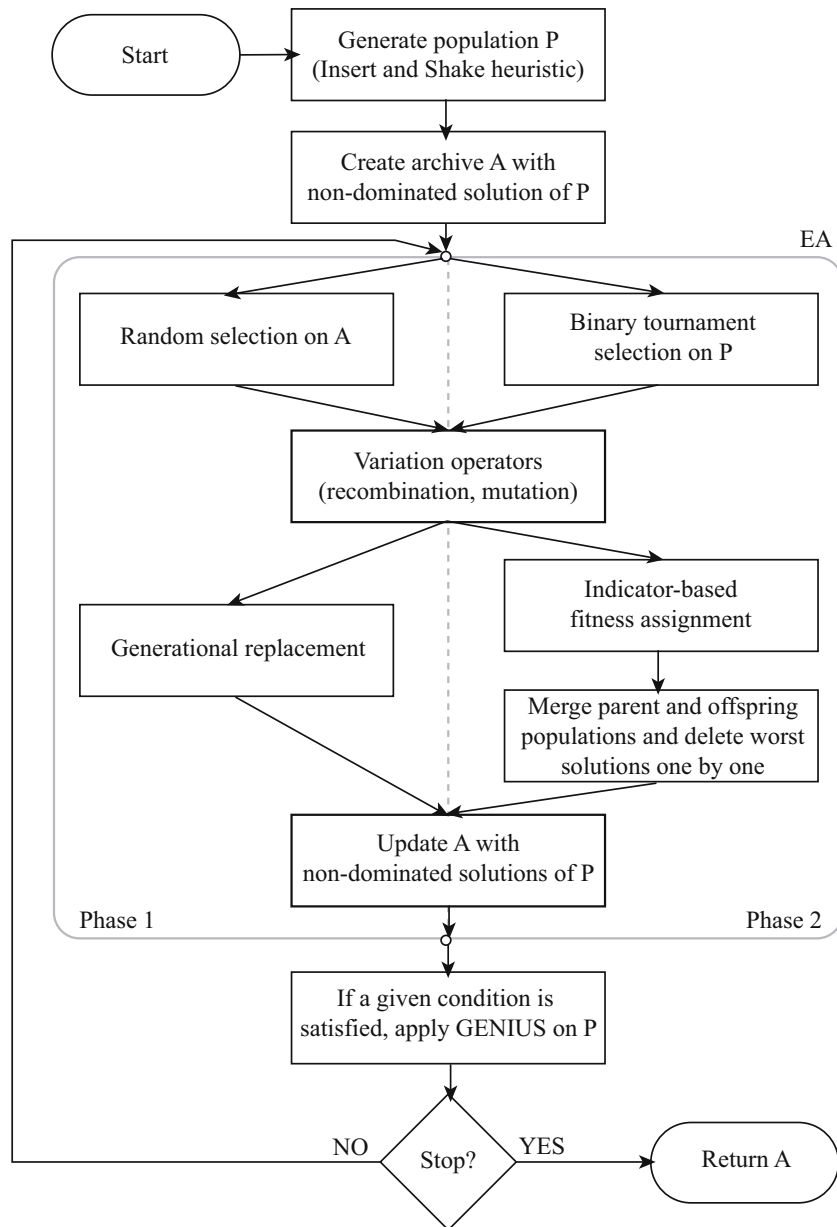 Start
Generate population P
(Insert and Shake heuristic)
Create archive A with
non-dominated solution of P
EA
Random selection on A
Binary tournament
selection on P
Variation operators
(recombination, mutation)
Generational replacement
Indicator-based
fitness assignment
Merge parent and offspring
populations and delete worst
solutions one by one
Update A with
non-dominated solutions of P
Phase 1
Phase 2
If a given condition is
satisfied, apply GENIUS on P
NO
Stop?
YES
Return A